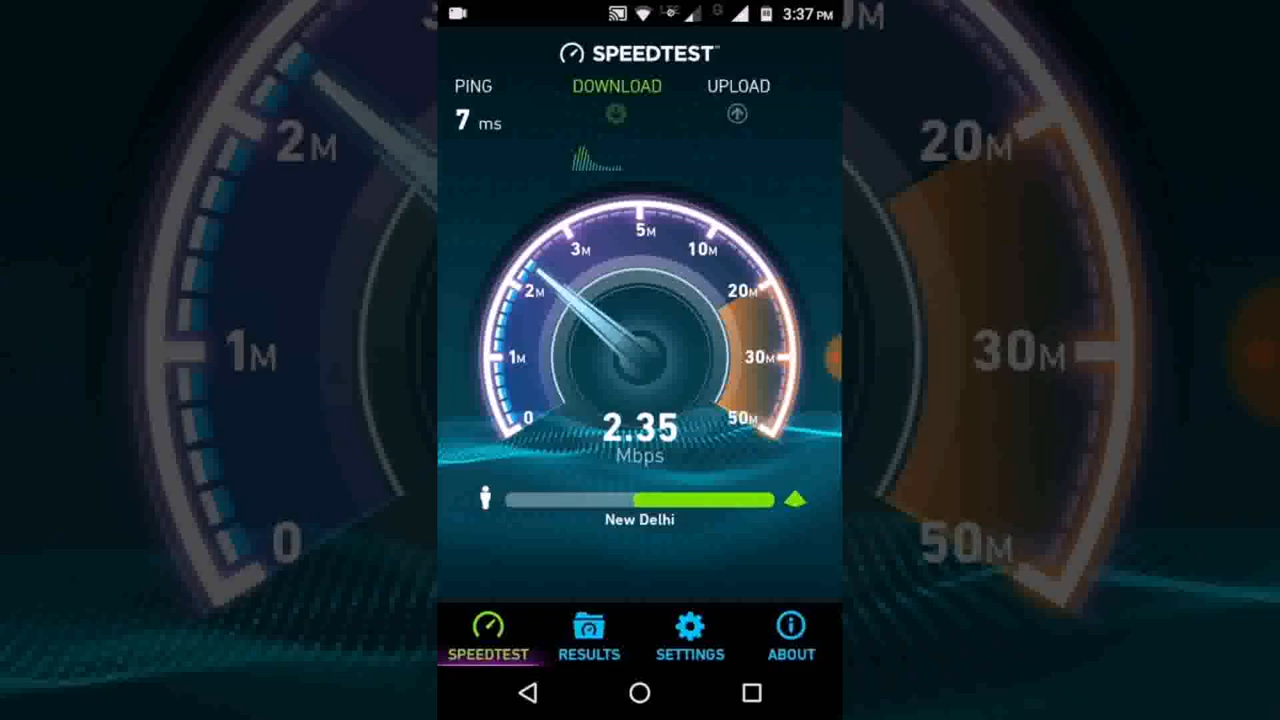 3:37 PM
SPEEDTEST™
PING
DOWNLOAD
UPLOAD
7 ms
5M
3M
10M
2M
20M
1M
30M
0
50M
2.35
Mbps
New Delhi
SPEEDTEST
RESULTS
SETTINGS
ABOUT
2M
20M
1M
30M
0
50M